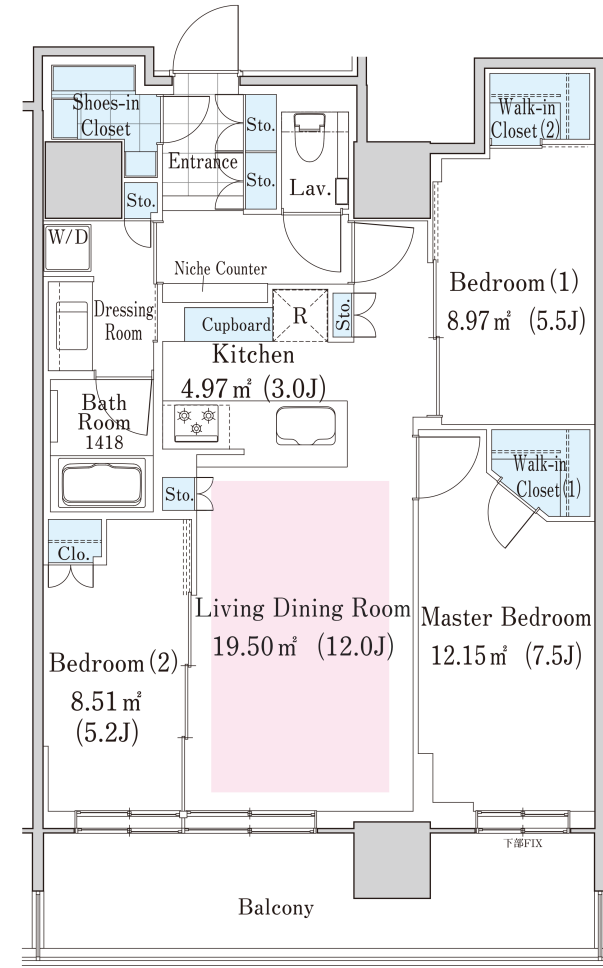 Shoes-in
Closet
Sto.
Entrance
Sto.
Lav.
Walk-in
Closet(2)
Sto.
W/D
Niche Counter
Dressing
Room
Cupboard
R
Sto.
Bedroom(1)
8.97㎡ (5.5J)
Kitchen
4.97㎡ (3.0J)
Bath
Room
1418
Walk-in
Closet(1)
Sto.
Clo.
Living Dining Room
19.50㎡ (12.0J)
Master Bedroom
12.15㎡ (7.5J)
Bedroom(2)
8.51㎡
(5.2J)
下部FIX
Balcony